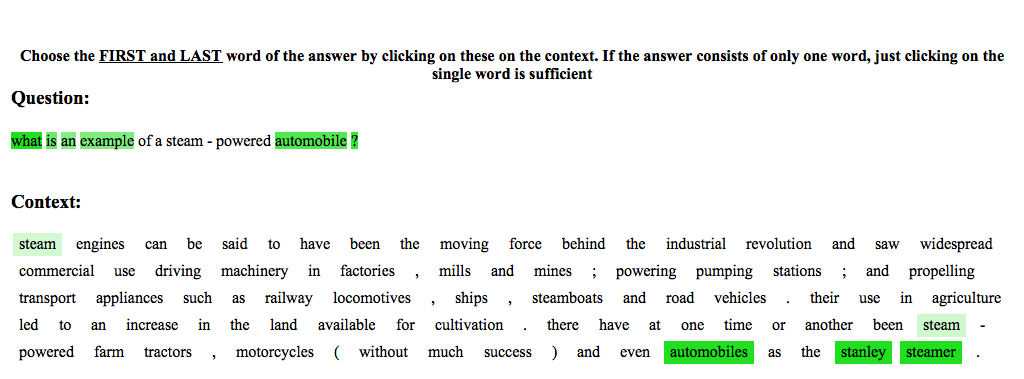 Choose the FIRST and LAST word of the answer by clicking on these on the context. If the answer consists of only one word, just clicking on the
single word is sufficient
Question:
what is an example of a steam - powered automobile ?
Context:
steam engines can be said to have been the moving force behind the industrial revolution and saw widespread
commercial use driving machinery in factories , mills and mines ; powering pumping stations ; and propelling
transport appliances such as railway locomotives , ships , steamboats and road vehicles . their use in agriculture
led to an increase in the land available for cultivation . there have at one time or another been steam -
powered farm tractors , motorcycles ( without much success ) and even automobiles as the stanley steamer .